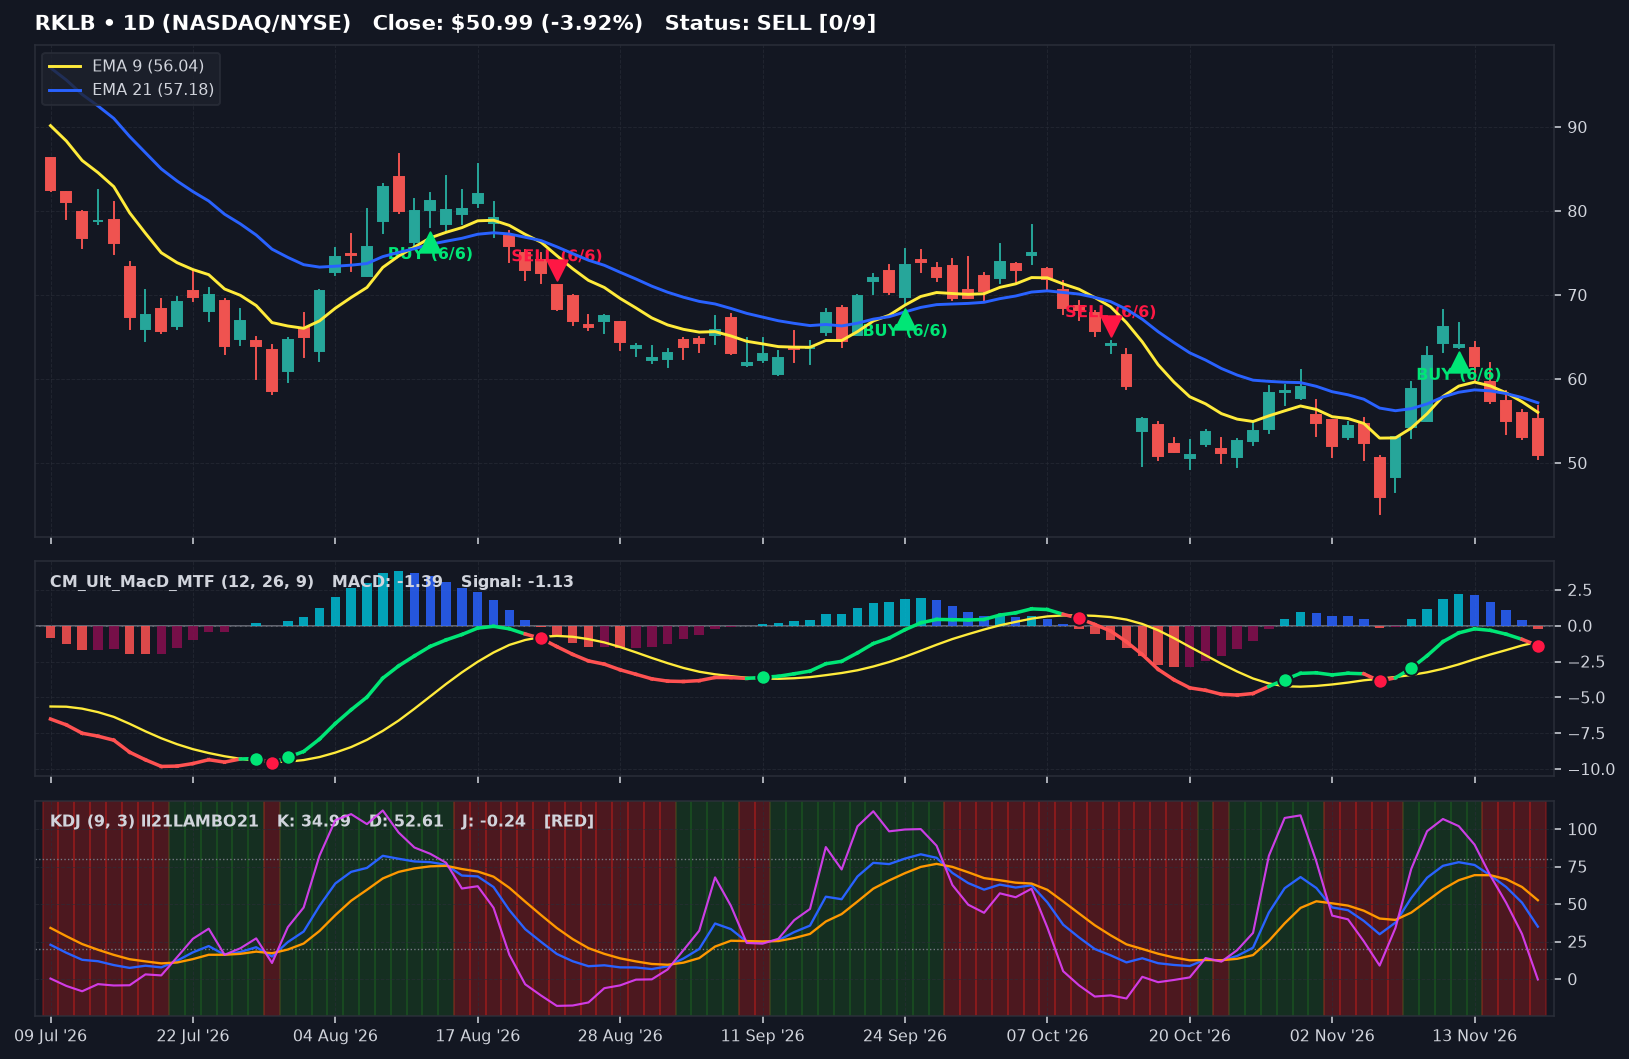 RKLB • 1D (NASDAQ/NYSE)   Close: $50.99 (-3.92%)   Status: SELL [0/9]
EMA 9 (56.04)
EMA 21 (57.18)
90
80
70
60
50
BUY (6/6)
SELL (6/6)
BUY (6/6)
SELL (6/6)
BUY (6/6)
CM_Ult_MacD_MTF (12, 26, 9)   MACD: -1.39   Signal: -1.13
2.5
0.0
−2.5
−5.0
−7.5
−10.0
KDJ (9, 3) II21LAMBO21   K: 34.99   D: 52.61   J: -0.24   [RED]
100
75
50
25
0
09 Jul '26   22 Jul '26   04 Aug '26   17 Aug '26   28 Aug '26   11 Sep '26   24 Sep '26   07 Oct '26   20 Oct '26   02 Nov '26   13 Nov '26